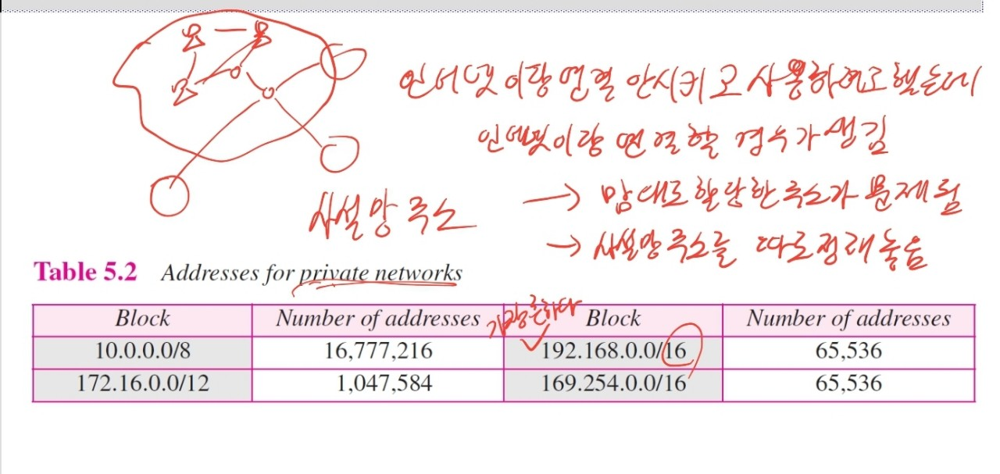 인터넷이랑 연결 안시키고 사용하려고 했는데
인터넷이랑 연결할 경우가 생김
→ 맘대로 할당한 주소가 문제됨
사설망 주소
→ 사설망 주소를 따로 정해놓음
Table 5.2 Addresses for private networks
가장흔하다
Block Number of addresses Block Number of addresses
10.0.0.0/8 16,777,216 192.168.0.0/16 65,536
172.16.0.0/12 1,047,584 169.254.0.0/16 65,536